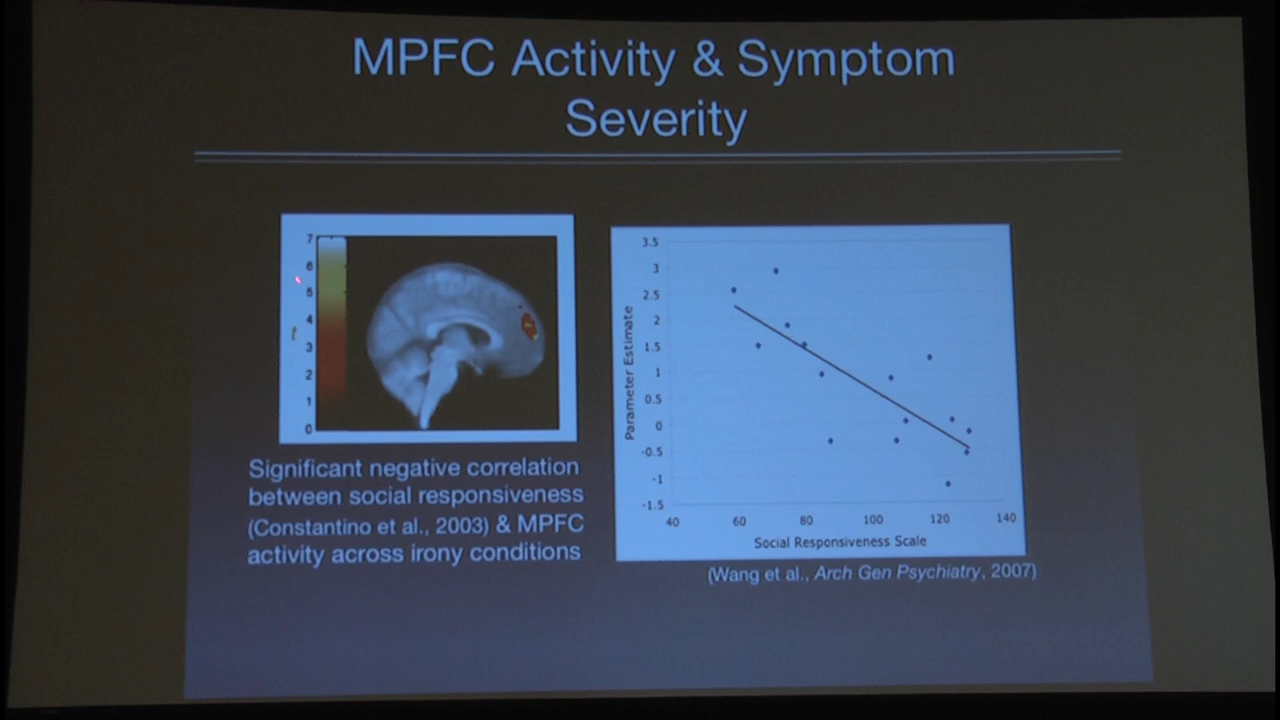 MPFC Activity & Symptom
Severity
7
6
5
4
3
2
1
0
t
Significant negative correlation
between social responsiveness
(Constantino et al., 2003) & MPFC
activity across irony conditions
3.5
3
2.5
2
1.5
1
0.5
0
-0.5
-1
-1.5
Parameter Estimate
40 60 80 100 120 140
Social Responsiveness Scale
(Wang et al., Arch Gen Psychiatry, 2007)